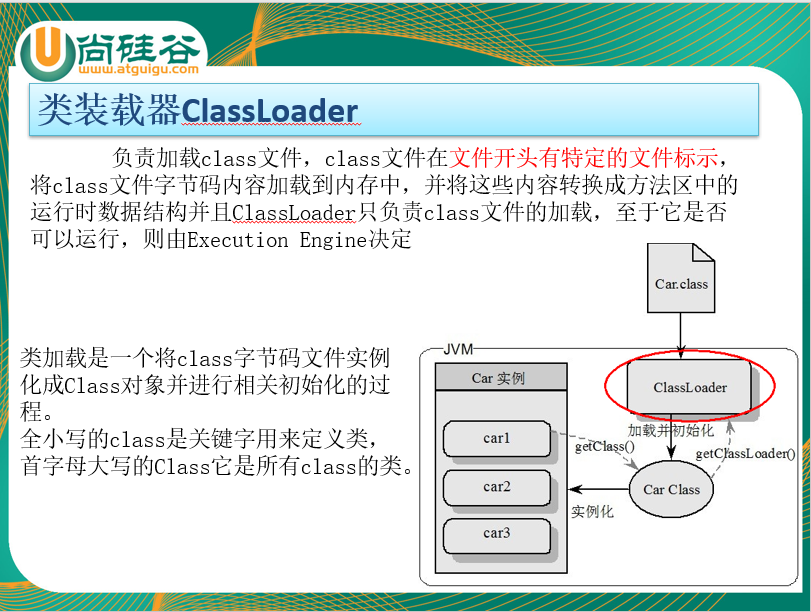 尚硅谷
www.atguigu.com
类装载器ClassLoader
负责加载class文件，class文件在文件开头有特定的文件标示，
将class文件字节码内容加载到内存中，并将这些内容转换成方法区中的
运行时数据结构并且ClassLoader只负责class文件的加载，至于它是否
可以运行，则由Execution Engine决定
Car.class
类加载是一个将class字节码文件实例
化成Class对象并进行相关初始化的过
程。
全小写的class是关键字用来定义类，
首字母大写的Class它是所有class的类。
JVM
Car 实例
ClassLoader
car1
加载并初始化
getClass()
getClassLoader()
car2
Car Class
实例化
car3